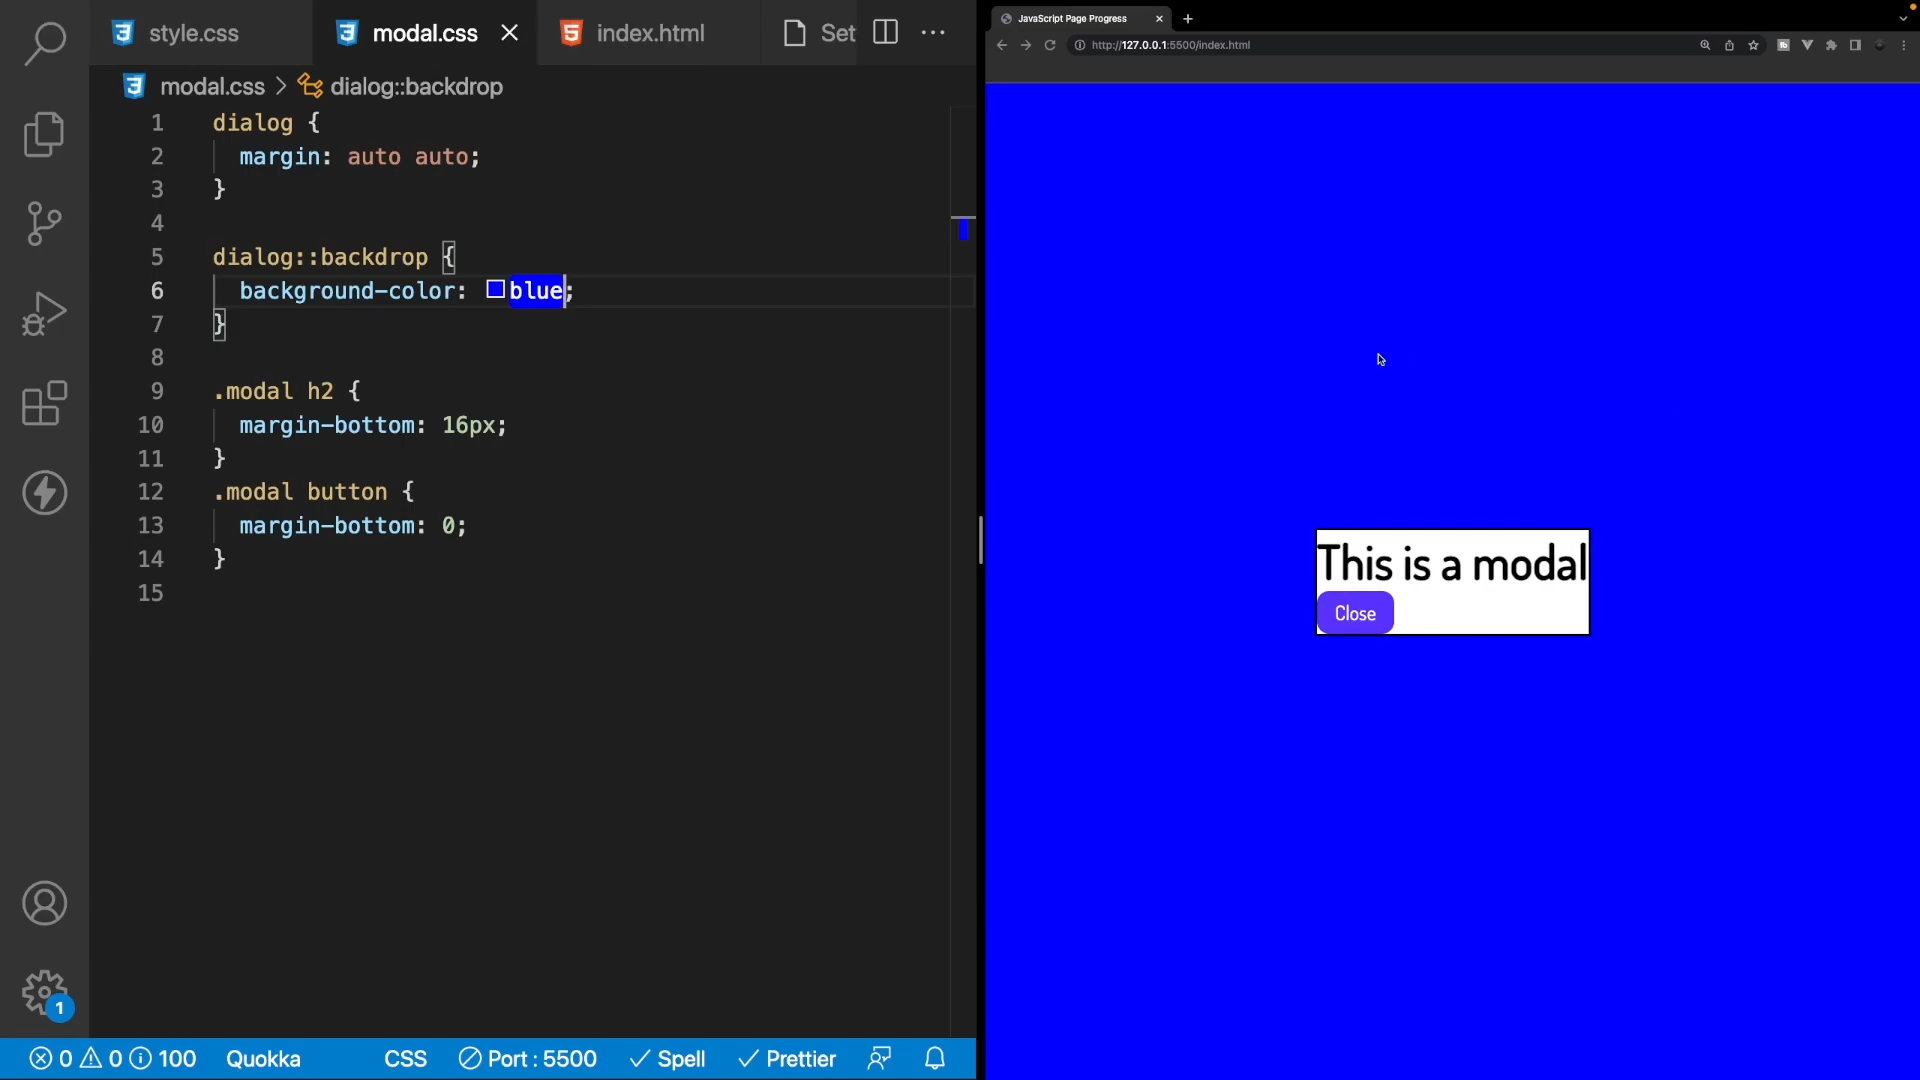 style.css
modal.css
index.html
Set
modal.css > dialog::backdrop
1 dialog {
2 margin: auto auto;
3 }
4
5 dialog::backdrop {
6 background-color: blue;
7 }
8
9 .modal h2 {
10 margin-bottom: 16px;
11 }
12 .modal button {
13 margin-bottom: 0;
14 }
15
1
0 0 100 Quokka CSS Port : 5500 Spell Prettier
JavaScript Page Progress
http://127.0.0.1:5500/index.html
This is a modal
Close